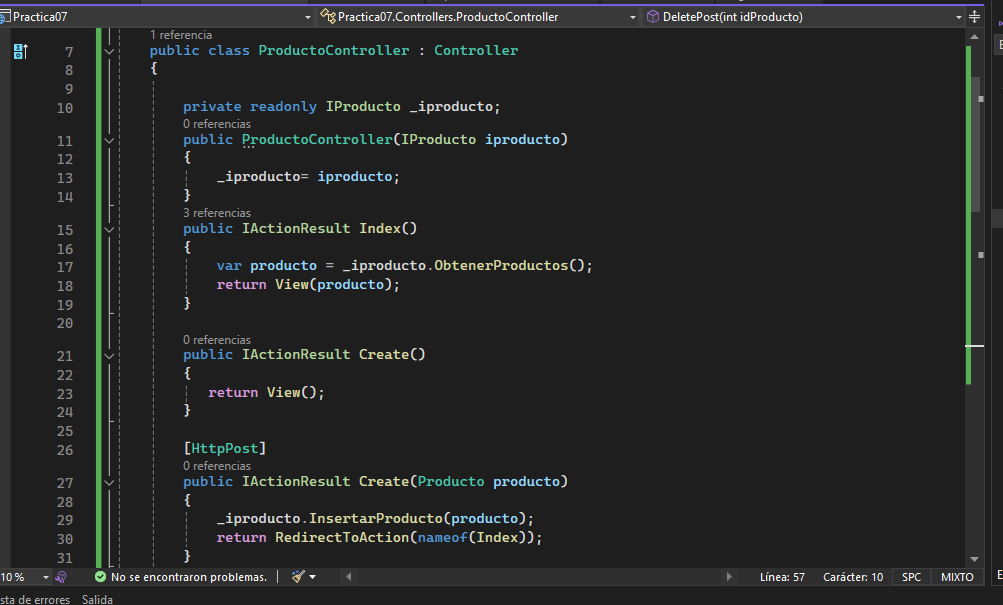 Practica07
Practica07.Controllers.ProductoController
DeletePost(int idProducto)
1 referencia
7 public class ProductoController : Controller
8 {
9
10 private readonly IProducto _iproducto;
0 referencias
11 public ProductoController(IProducto iproducto)
12 {
13 _iproducto= iproducto;
14 }
3 referencias
15 public IActionResult Index()
16 {
17 var producto = _iproducto.ObtenerProductos();
18 return View(producto);
19 }
20
0 referencias
21 public IActionResult Create()
22 {
23 return View();
24 }
25
26 [HttpPost]
0 referencias
27 public IActionResult Create(Producto producto)
28 {
29 _iproducto.InsertarProducto(producto);
30 return RedirectToAction(nameof(Index));
31 }
10 % No se encontraron problemas. Línea: 57 Carácter: 10 SPC MIXTO
sta de errores Salida